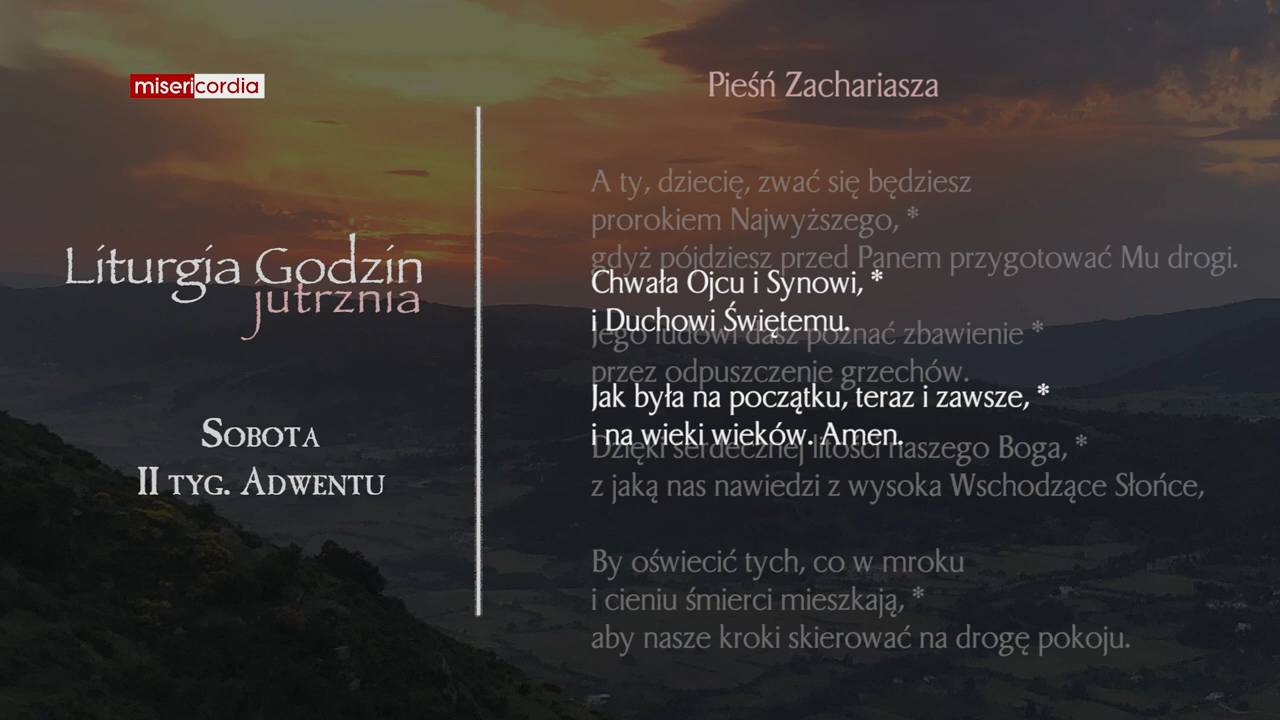 misericordia
Liturgia Godzin
jutrznia
Sobota
II tyg. Adwentu
Pieśń Zachariasza
A ty, dziecię, zwać się będziesz
prorokiem Najwyższego, *
gdyż pójdziesz przed Panem przygotować Mu drogi.
Chwała Ojcu i Synowi, *
i Duchowi Świętemu.
Jego ludowi dasz poznać zbawienie *
przez odpuszczenie grzechów.
Jak była na początku, teraz i zawsze, *
i na wieki wieków. Amen.
Dzięki serdecznej litości naszego Boga, *
z jaką nas nawiedzi z wysoka Wschodzące Słońce,
By oświecić tych, co w mroku
i cieniu śmierci mieszkają, *
aby nasze kroki skierować na drogę pokoju.